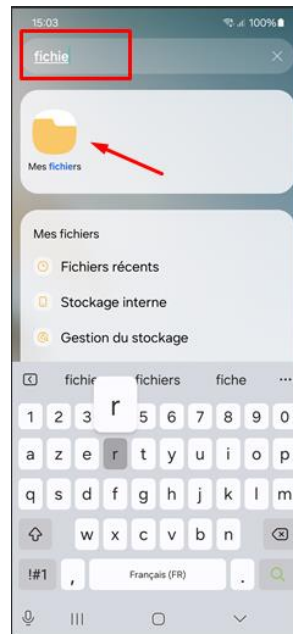 15:03 100%
fichie
Mes fichiers
Mes fichiers
Fichiers récents
Stockage interne
Gestion du stockage
fichier fichiers fiche ...
r
1 2 3 5 6 7 8 9 0
a z e r t y u i o p
q s d f g h j k l m
w x c v b n
!#1 , Français (FR) .